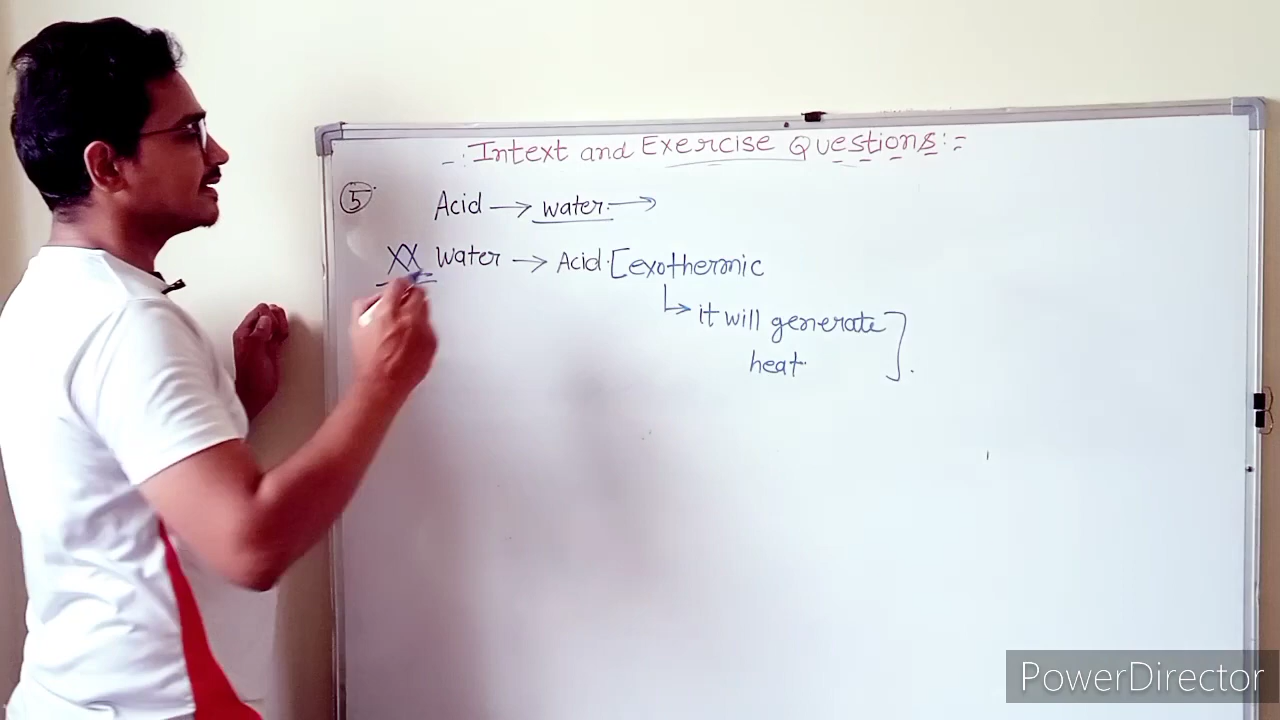 -: Intext and Exercise Questions :-
5 Acid → water →
XX Water → Acid. [exothermic
↳ it will generate
heat. ].
PowerDirector